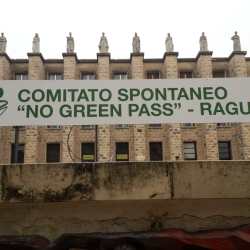 COMITATO SPONTANEO
"NO GREEN PASS" - RAGU